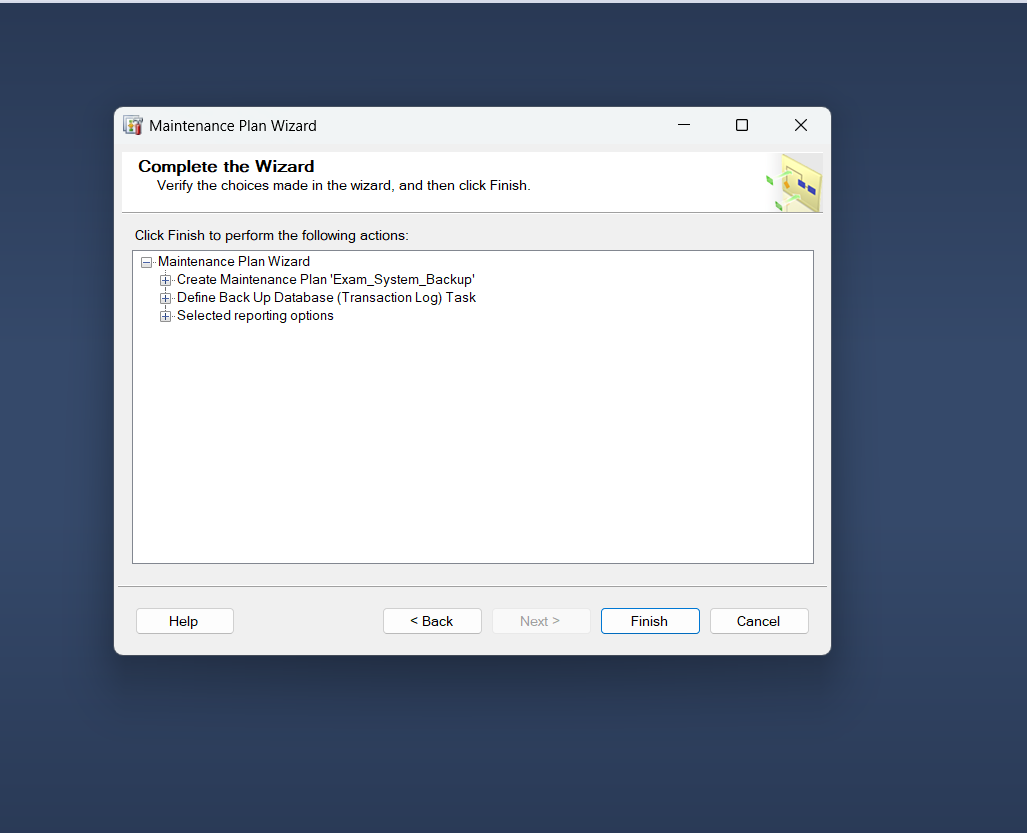 Maintenance Plan Wizard
Complete the Wizard
Verify the choices made in the wizard, and then click Finish.
Click Finish to perform the following actions:
Maintenance Plan Wizard
Create Maintenance Plan 'Exam_System_Backup'
Define Back Up Database (Transaction Log) Task
Selected reporting options
Help
< Back
Next >
Finish
Cancel